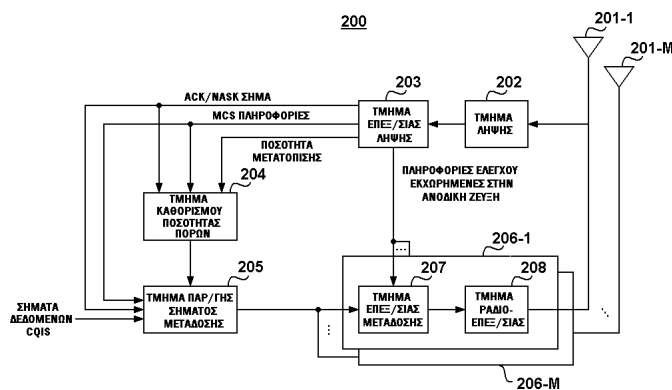 200
201-1
201-M
203
202
ACK/NASK ΣΗΜΑ
MCS ΠΛΗΡΟΦΟΡΙΕΣ
ΠΟΣΟΤΗΤΑ
ΜΕΤΑΤΟΠΙΣΗΣ
ΤΜΗΜΑ
ΕΠΕΞ/ΣΙΑΣ
ΛΗΨΗΣ
ΤΜΗΜΑ
ΛΗΨΗΣ
204
ΤΜΗΜΑ
ΚΑΘΟΡΙΣΜΟΥ
ΠΟΣΟΤΗΤΑΣ
ΠΟΡΩΝ
ΠΛΗΡΟΦΟΡΙΕΣ ΕΛΕΓΧΟΥ
ΕΚΧΩΡΗΜΕΝΕΣ ΣΤΗΝ
ΑΝΟΔΙΚΗ ΖΕΥΞΗ
206-1
205
207
208
ΤΜΗΜΑ ΠΑΡ/ΓΗΣ
ΣΗΜΑΤΟΣ
ΜΕΤΑΔΟΣΗΣ
ΤΜΗΜΑ
ΕΠΕΞ/ΣΙΑΣ
ΜΕΤΑΔΟΣΗΣ
ΤΜΗΜΑ
ΡΑΔΙΟ-
ΕΠΕΞ/ΣΙΑΣ
ΣΗΜΑΤΑ
ΔΕΔΟΜΕΝΩΝ
CQIS
206-M